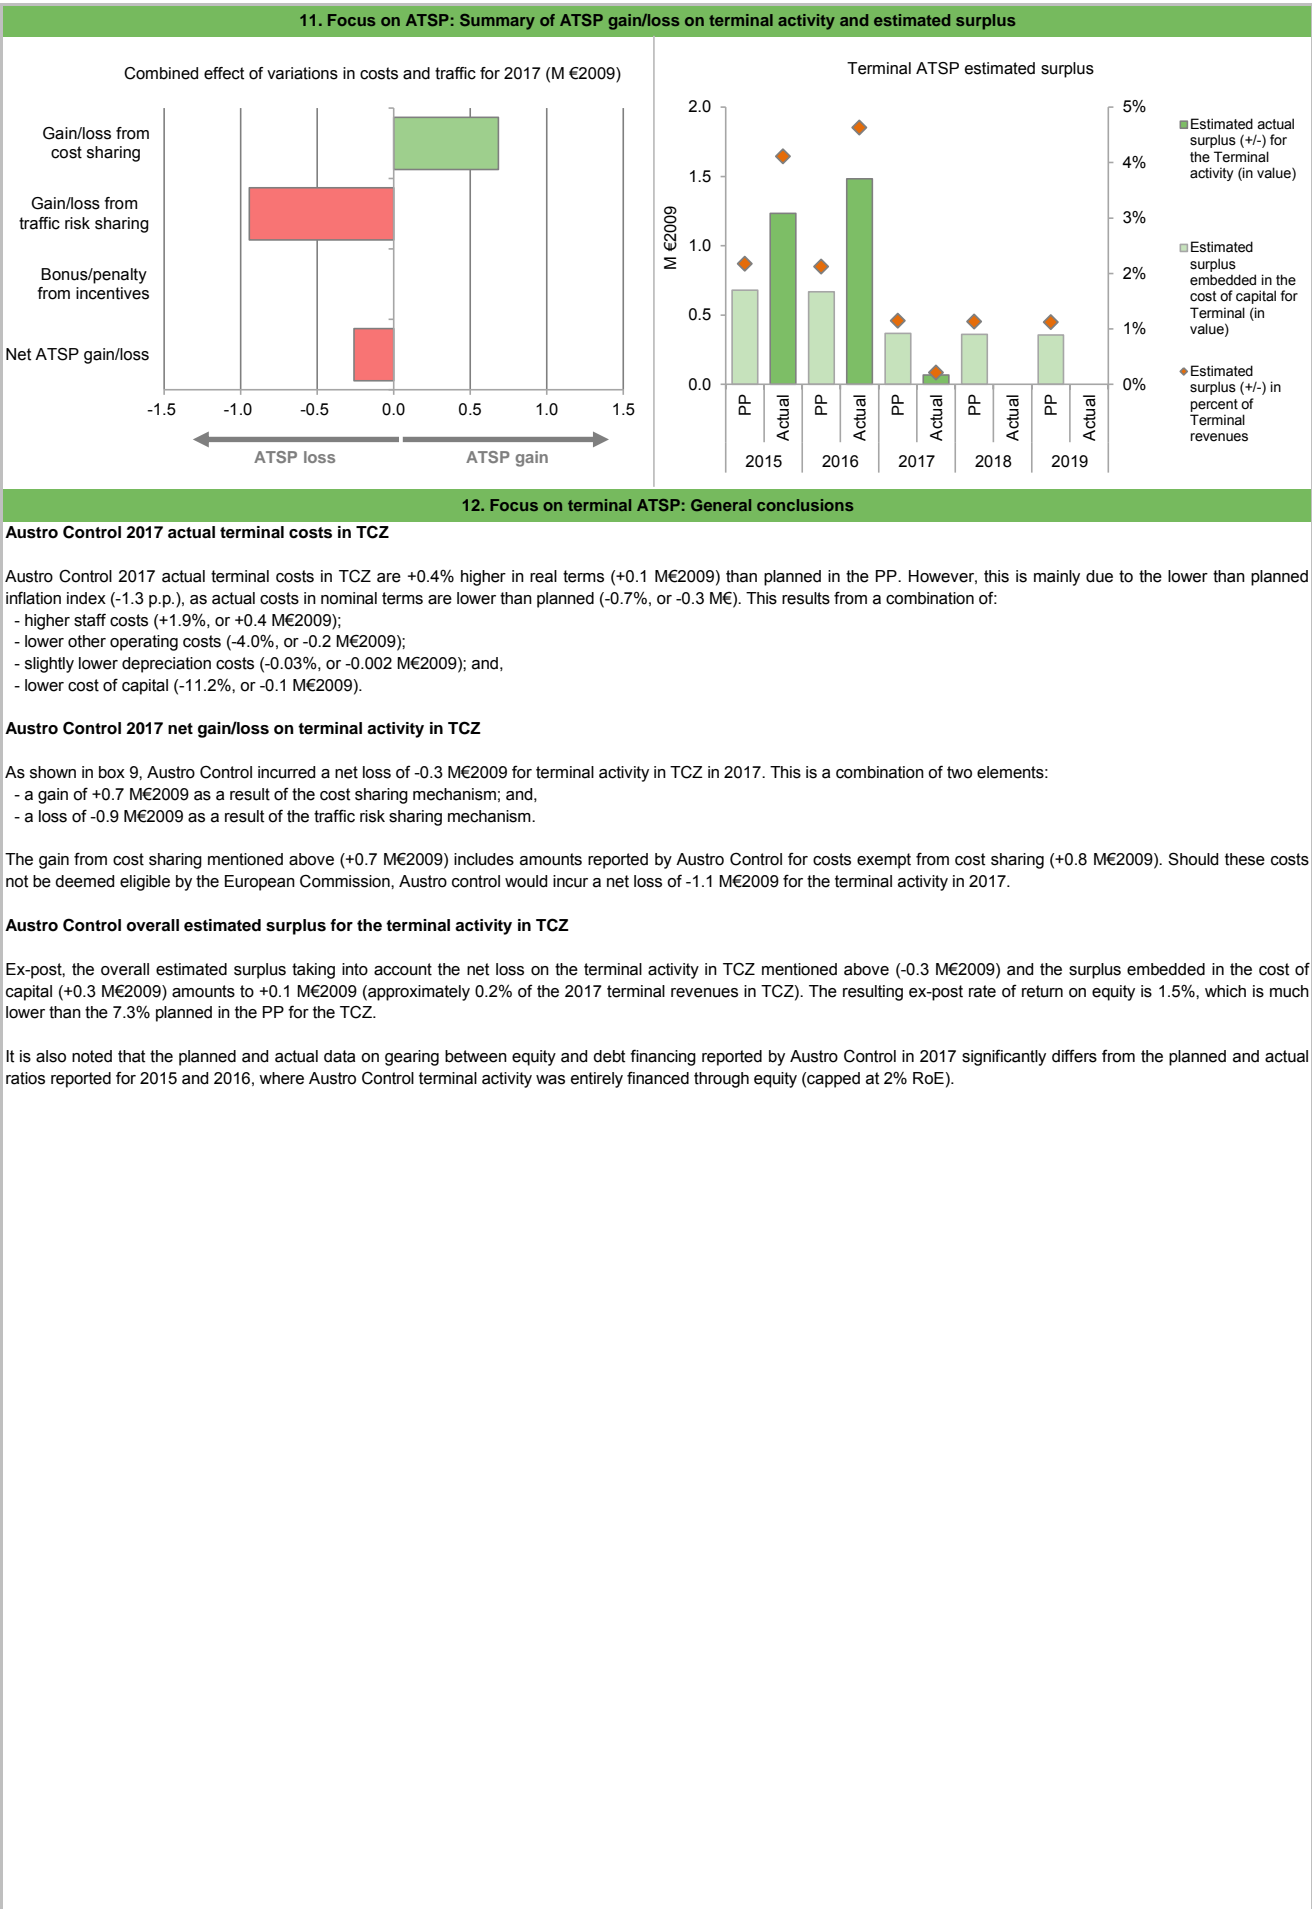 11. Focus on ATSP: Summary of ATSP gain/loss on terminal activity and estimated surplus
Combined effect of variations in costs and traffic for 2017 (M €2009)
Gain/loss from
cost sharing
Gain/loss from
traffic risk sharing
Bonus/penalty
from incentives
Net ATSP gain/loss
-1.5 -1.0 -0.5 0.0 0.5 1.0 1.5
ATSP loss ATSP gain
Terminal ATSP estimated surplus
M €2009
2.0
1.5
1.0
0.5
0.0
5%
4%
3%
2%
1%
0%
PP Actual PP Actual PP Actual PP Actual PP Actual
2015 2016 2017 2018 2019
Estimated actual
surplus (+/-) for
the Terminal
activity (in value)
Estimated
surplus
embedded in the
cost of capital for
Terminal (in
value)
Estimated
surplus (+/-) in
percent of
Terminal
revenues
12. Focus on terminal ATSP: General conclusions
Austro Control 2017 actual terminal costs in TCZ
Austro Control 2017 actual terminal costs in TCZ are +0.4% higher in real terms (+0.1 M€2009) than planned in the PP. However, this is mainly due to the lower than planned
inflation index (-1.3 p.p.), as actual costs in nominal terms are lower than planned (-0.7%, or -0.3 M€). This results from a combination of:
- higher staff costs (+1.9%, or +0.4 M€2009);
- lower other operating costs (-4.0%, or -0.2 M€2009);
- slightly lower depreciation costs (-0.03%, or -0.002 M€2009); and,
- lower cost of capital (-11.2%, or -0.1 M€2009).
Austro Control 2017 net gain/loss on terminal activity in TCZ
As shown in box 9, Austro Control incurred a net loss of -0.3 M€2009 for terminal activity in TCZ in 2017. This is a combination of two elements:
- a gain of +0.7 M€2009 as a result of the cost sharing mechanism; and,
- a loss of -0.9 M€2009 as a result of the traffic risk sharing mechanism.
The gain from cost sharing mentioned above (+0.7 M€2009) includes amounts reported by Austro Control for costs exempt from cost sharing (+0.8 M€2009). Should these costs
not be deemed eligible by the European Commission, Austro control would incur a net loss of -1.1 M€2009 for the terminal activity in 2017.
Austro Control overall estimated surplus for the terminal activity in TCZ
Ex-post, the overall estimated surplus taking into account the net loss on the terminal activity in TCZ mentioned above (-0.3 M€2009) and the surplus embedded in the cost of
capital (+0.3 M€2009) amounts to +0.1 M€2009 (approximately 0.2% of the 2017 terminal revenues in TCZ). The resulting ex-post rate of return on equity is 1.5%, which is much
lower than the 7.3% planned in the PP for the TCZ.
It is also noted that the planned and actual data on gearing between equity and debt financing reported by Austro Control in 2017 significantly differs from the planned and actual
ratios reported for 2015 and 2016, where Austro Control terminal activity was entirely financed through equity (capped at 2% RoE).